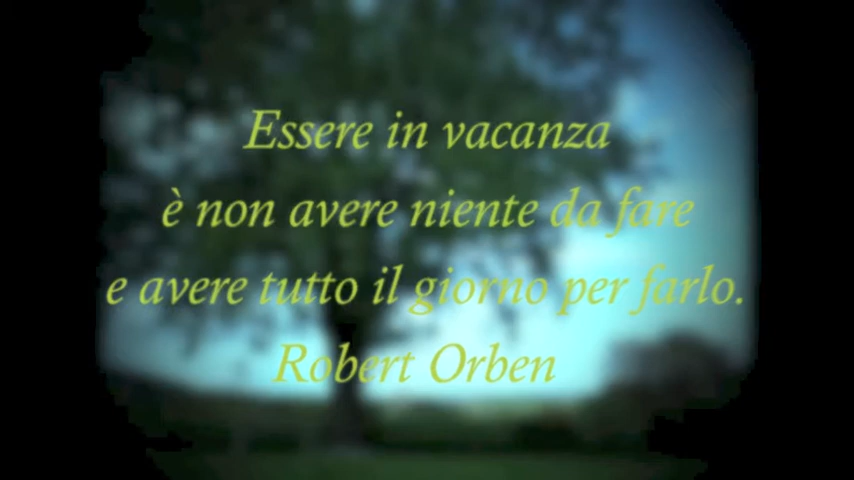 Essere in vacanza
è non avere niente da fare
e avere tutto il giorno per farlo.
Robert Orben